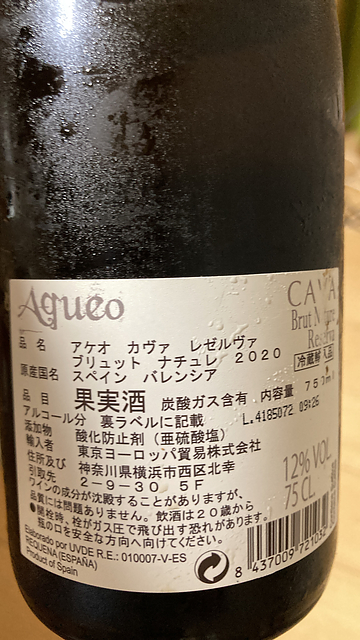 Aqueo
CAVA
Brut Nature
Reserva
品　名　アケオ　カヴァ　レゼルヴァ
ブリュット　ナチュレ　2020
冷蔵輸入品
原産国名　スペイン　バレンシア
品　目　果実酒　炭酸ガス含有　内容量　750ml
アルコール分　裏ラベルに記載　L.4185072 09:26
添加物　酸化防止剤（亜硫酸塩）
輸入者　東京ヨーロッパ貿易株式会社
住所及び　神奈川県横浜市西区北幸
引取先　2－9－30　5F
12% VOL.
75 CL.
ワインの成分が沈殿することがありますが、
品質には問題ありません。飲酒は20歳から
●開栓時、栓がガス圧で飛び出す恐れがあります。
瓶の口を安全な方向へ向けてください。
Elaborado por UVDE R.E.: 010007-V-ES
REQUENA (ESPAÑA)
Product of Spain
8 437009 721032